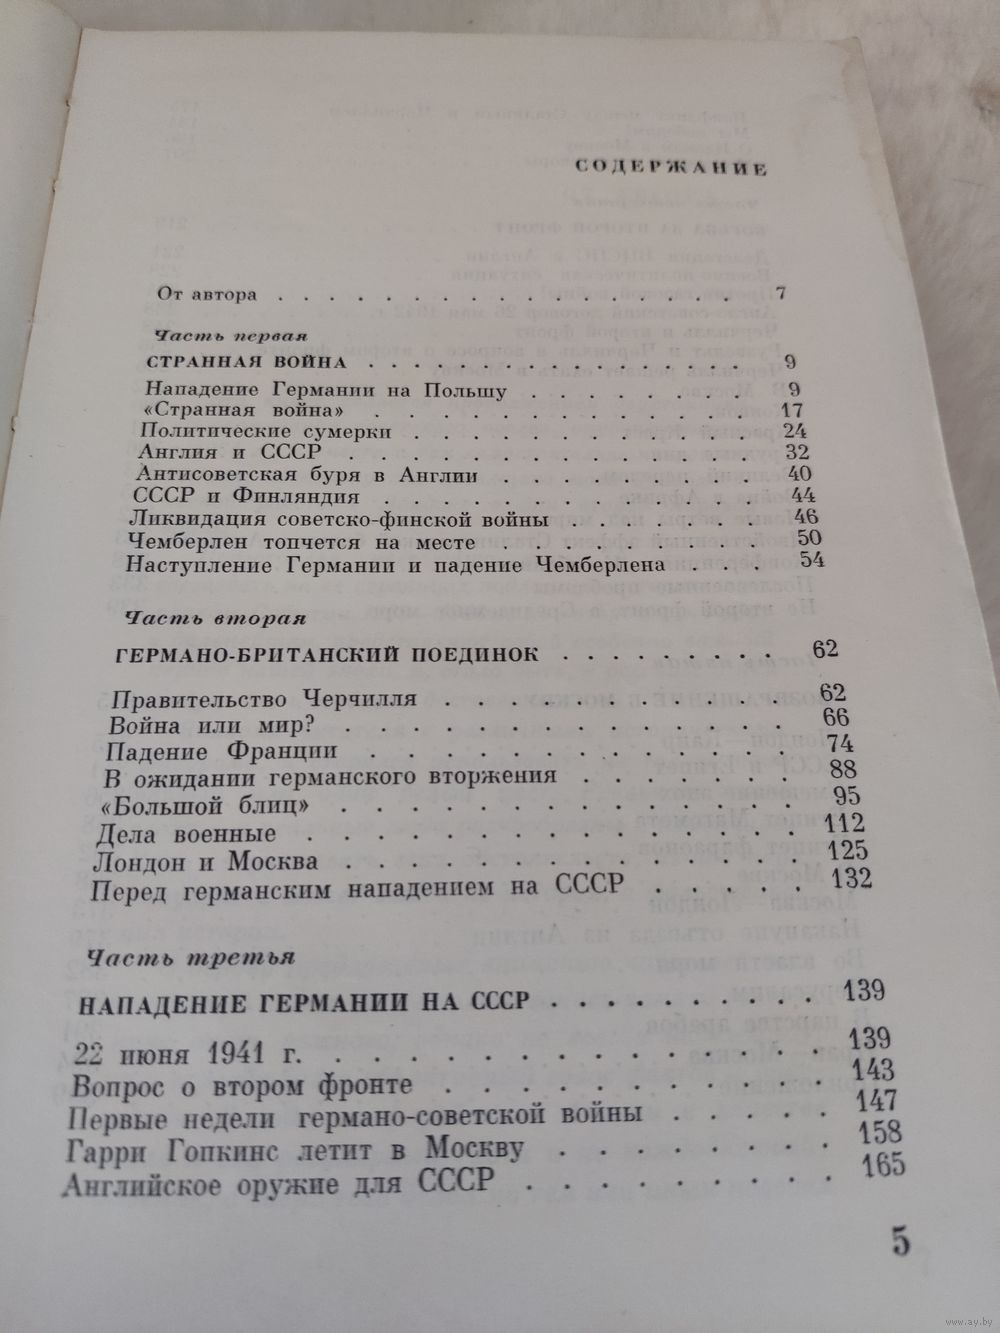 СОДЕРЖАНИЕ
От автора . . . . . . . . . . . . . . . . . 7
Часть первая
СТРАННАЯ ВОЙНА . . . . . . . . . . . . . . 9
Нападение Германии на Польшу . . . . . . . . 9
«Странная война» . . . . . . . . . . . . . . 17
Политические сумерки . . . . . . . . . . . . 24
Англия и СССР . . . . . . . . . . . . . . . 32
Антисоветская буря в Англии . . . . . . . . . 40
СССР и Финляндия . . . . . . . . . . . . . 44
Ликвидация советско-финской войны . . . . . . 46
Чемберлен топчется на месте . . . . . . . . . 50
Наступление Германии и падение Чемберлена . . . 54
Часть вторая
ГЕРМАНО-БРИТАНСКИЙ ПОЕДИНОК . . . . . . . . 62
Правительство Черчилля . . . . . . . . . . . 62
Война или мир? . . . . . . . . . . . . . . . 66
Падение Франции . . . . . . . . . . . . . . 74
В ожидании германского вторжения . . . . . . 88
«Большой блиц» . . . . . . . . . . . . . . . 95
Дела военные . . . . . . . . . . . . . . . . 112
Лондон и Москва . . . . . . . . . . . . . . 125
Перед германским нападением на СССР . . . . . 132
Часть третья
НАПАДЕНИЕ ГЕРМАНИИ НА СССР . . . . . . . . . . 139
22 июня 1941 г. . . . . . . . . . . . . . . . 139
Вопрос о втором фронте . . . . . . . . . . . 143
Первые недели германо-советской войны . . . . . 147
Гарри Гопкинс летит в Москву . . . . . . . . 158
Английское оружие для СССР . . . . . . . . . 165
5
www.ay.by